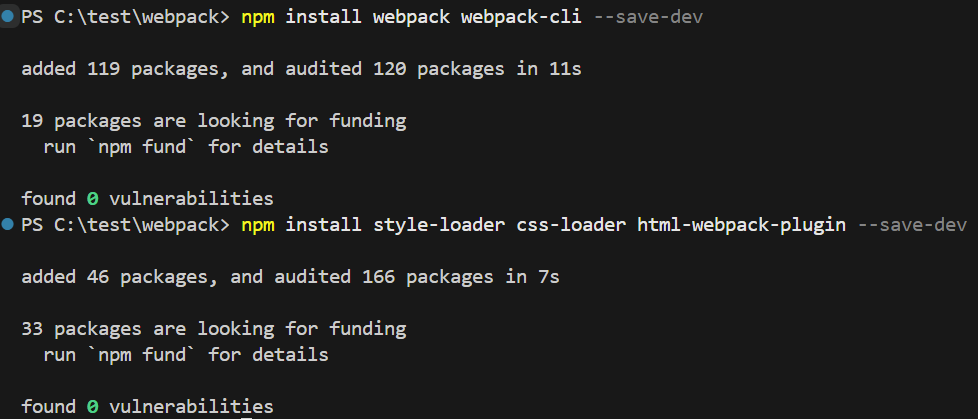 PS C:\test\webpack> npm install webpack webpack-cli --save-dev
added 119 packages, and audited 120 packages in 11s
19 packages are looking for funding
run `npm fund` for details
found 0 vulnerabilities
PS C:\test\webpack> npm install style-loader css-loader html-webpack-plugin --save-dev
added 46 packages, and audited 166 packages in 7s
33 packages are looking for funding
run `npm fund` for details
found 0 vulnerabilities